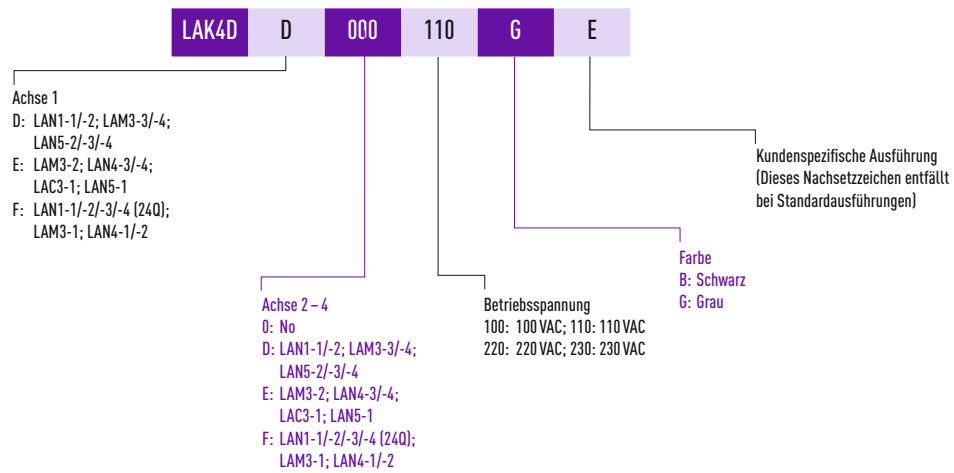 LAK4D D 000 110 G E
Achse 1
D: LAN1-1/-2; LAM3-3/-4;
LAN5-2/-3/-4
E: LAM3-2; LAN4-3/-4;
LAC3-1; LAN5-1
F: LAN1-1/-2/-3/-4 (24Q);
LAM3-1; LAN4-1/-2
Achse 2 – 4
0: No
D: LAN1-1/-2; LAM3-3/-4;
LAN5-2/-3/-4
E: LAM3-2; LAN4-3/-4;
LAC3-1; LAN5-1
F: LAN1-1/-2/-3/-4 (24Q);
LAM3-1; LAN4-1/-2
Betriebsspannung
100: 100 VAC; 110: 110 VAC
220: 220 VAC; 230: 230 VAC
Farbe
B: Schwarz
G: Grau
Kundenspezifische Ausführung
(Dieses Nachsetzzeichen entfällt
bei Standardausführungen)